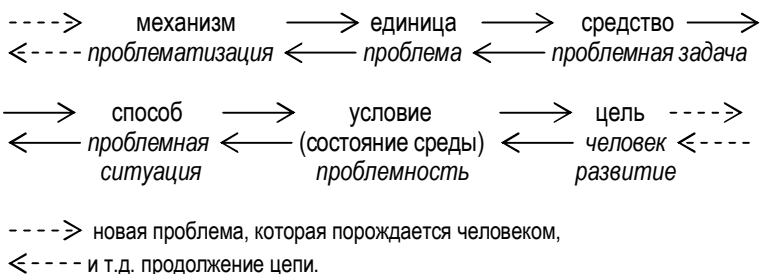 механизм единица средство
проблематизация проблема проблемная задача
способ условие цель
проблемная (состояние среды) человек
ситуация проблемность развитие
новая проблема, которая порождается человеком,
и т.д. продолжение цепи.